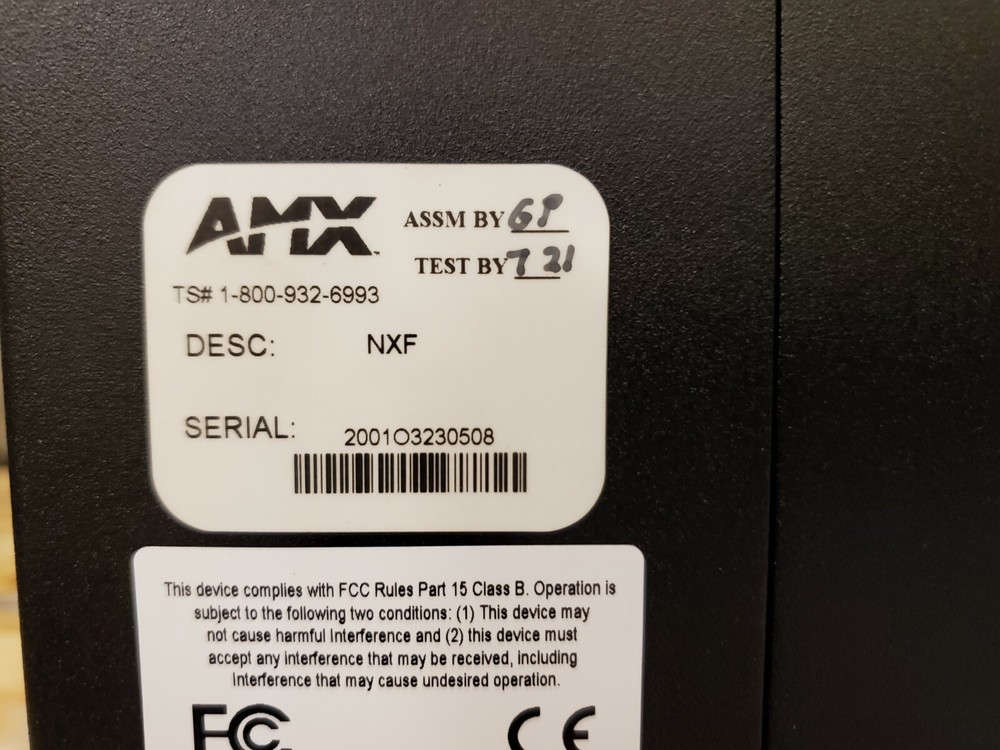 AMX™
ASSM BY 6P
TEST BY 7 21
TS# 1-800-932-6993
DESC: NXF
SERIAL: 2001O3230508
This device complies with FCC Rules Part 15 Class B. Operation is
subject to the following two conditions: (1) This device may
not cause harmful Interference and (2) this device must
accept any interference that may be received, including
Interference that may cause undesired operation.
FC CE